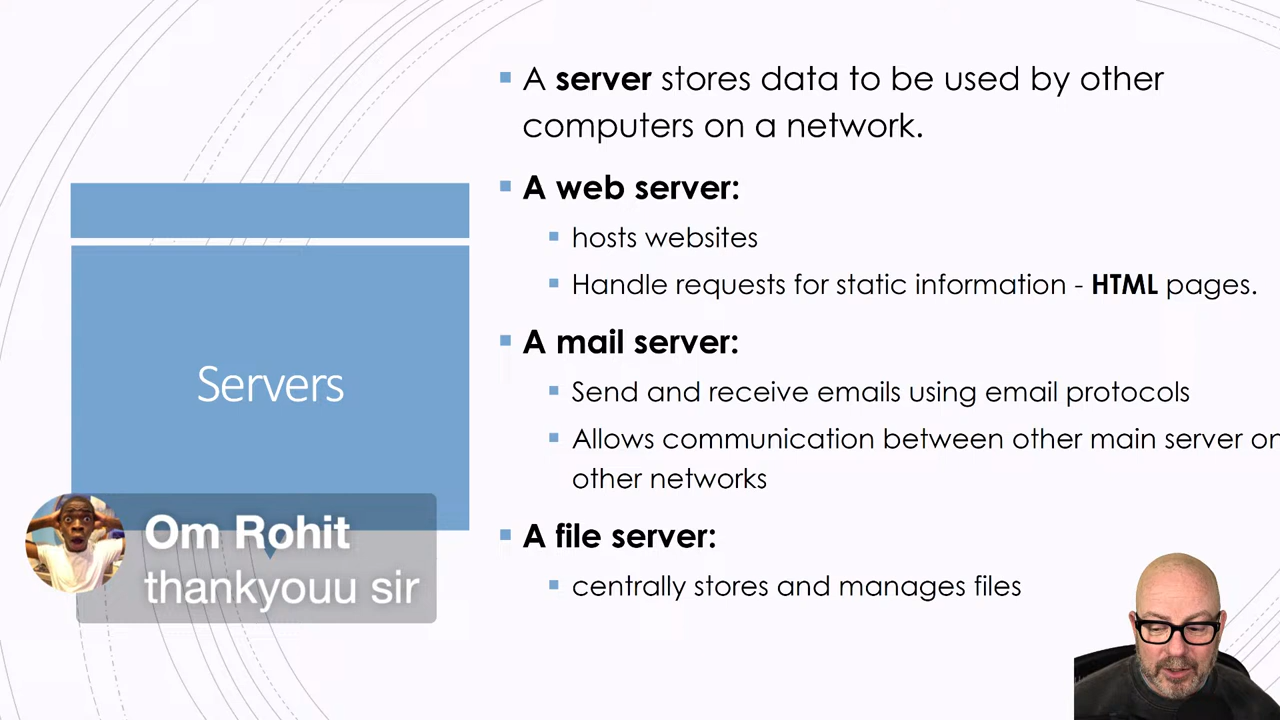 Servers
A server stores data to be used by other
computers on a network.
A web server:
hosts websites
Handle requests for static information - HTML pages.
A mail server:
Send and receive emails using email protocols
Allows communication between other main server on
other networks
A file server:
centrally stores and manages files
Om Rohit
thankyouu sir